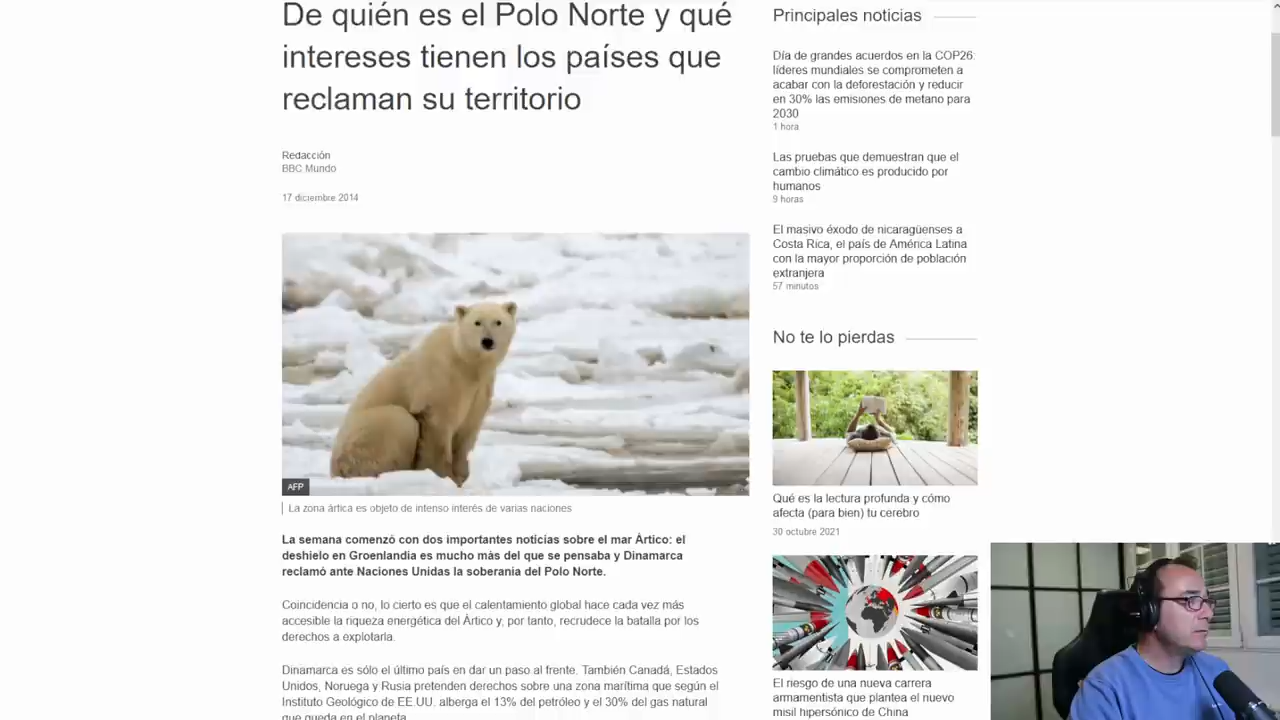 De quién es el Polo Norte y qué
intereses tienen los países que
reclaman su territorio
Redacción
BBC Mundo
17 diciembre 2014
AFP
La zona ártica es objeto de intenso interés de varias naciones
La semana comenzó con dos importantes noticias sobre el mar Ártico: el
deshielo en Groenlandia es mucho más del que se pensaba y Dinamarca
reclamó ante Naciones Unidas la soberanía del Polo Norte.
Coincidencia o no, lo cierto es que el calentamiento global hace cada vez más
accesible la riqueza energética del Ártico y, por tanto, recrudece la batalla por los
derechos a explotarla.
Dinamarca es sólo el último país en dar un paso al frente. También Canadá, Estados
Unidos, Noruega y Rusia pretenden derechos sobre una zona marítima que según el
Instituto Geológico de EE.UU. alberga el 13% del petróleo y el 30% del gas natural
que queda en el planeta.
Principales noticias
Día de grandes acuerdos en la COP26:
líderes mundiales se comprometen a
acabar con la deforestación y reducir
en 30% las emisiones de metano para
2030
1 hora
Las pruebas que demuestran que el
cambio climático es producido por
humanos
9 horas
El masivo éxodo de nicaragüenses a
Costa Rica, el país de América Latina
con la mayor proporción de población
extranjera
57 minutos
No te lo pierdas
Qué es la lectura profunda y cómo
afecta (para bien) tu cerebro
30 octubre 2021
El riesgo de una nueva carrera
armamentista que plantea el nuevo
misil hipersónico de China